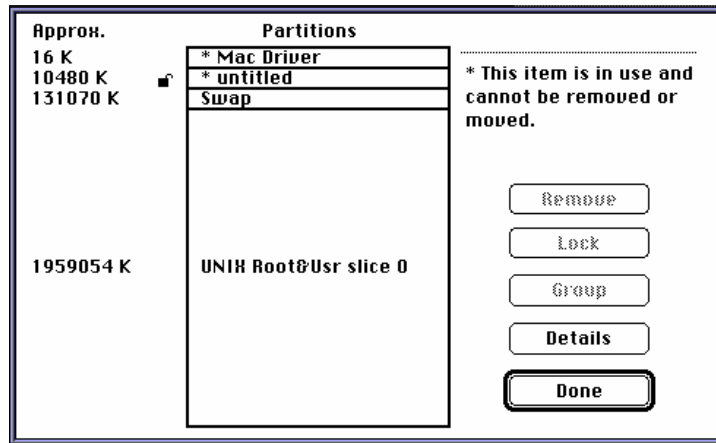 Approx. Partitions
16 K * Mac Driver
10480 K * untitled
131070 K Swap
* This item is in use and
cannot be removed or
moved.
Remove
Lock
1959054 K UNIX Root&Usr slice 0
Group
Details
Done